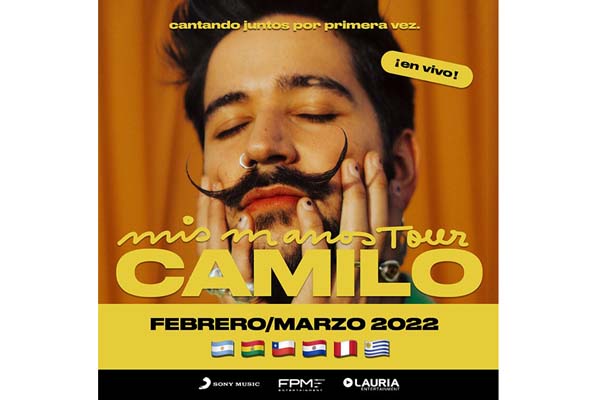 cantando juntos por primera vez.
¡en vivo!
mis manos Tour
CAMILO
FEBRERO/MARZO 2022
SONY MUSIC
FPM
ENTERTAINMENT
LAURIA
ENTERTAINMENT